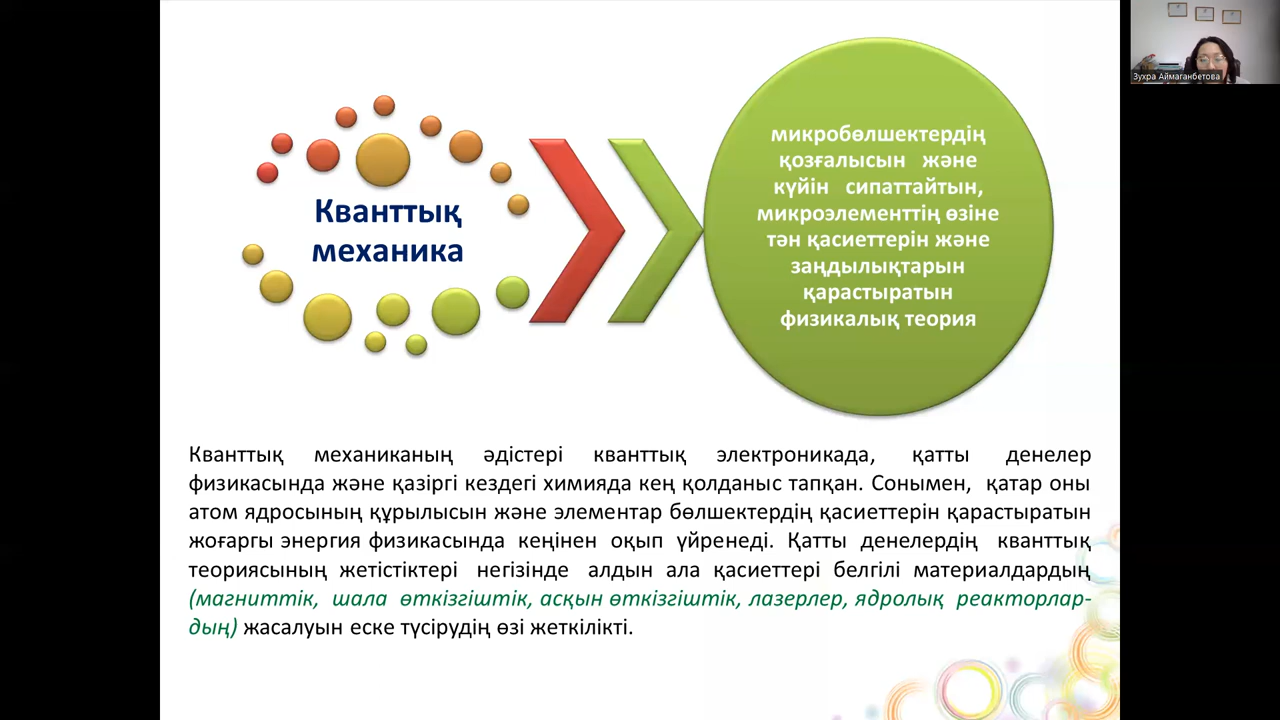 Зухра Аймаганбетова
Кванттық
механика
микробөлшектердің
қозғалысын және
күйін сипаттайтын,
микроэлементтің өзіне
тән қасиеттерін және
заңдылықтарын
қарастыратын
физикалық теория
Кванттық механиканың әдістері кванттық электроникада, қатты денелер
физикасында және қазіргі кездегі химияда кең қолданыс тапқан. Сонымен, қатар оны
атом ядросының құрылысын және элементар бөлшектердің қасиеттерін қарастыратын
жоғаргы энергия физикасында кеңінен оқып үйренеді. Қатты денелердің кванттық
теориясының жетістіктері негізінде алдын ала қасиеттері белгілі материалдардың
(магниттік, шала өткізгіштік, асқын өткізгіштік, лазерлер, ядролық реакторлар-
дың) жасалуын еске түсірудің өзі жеткілікті.